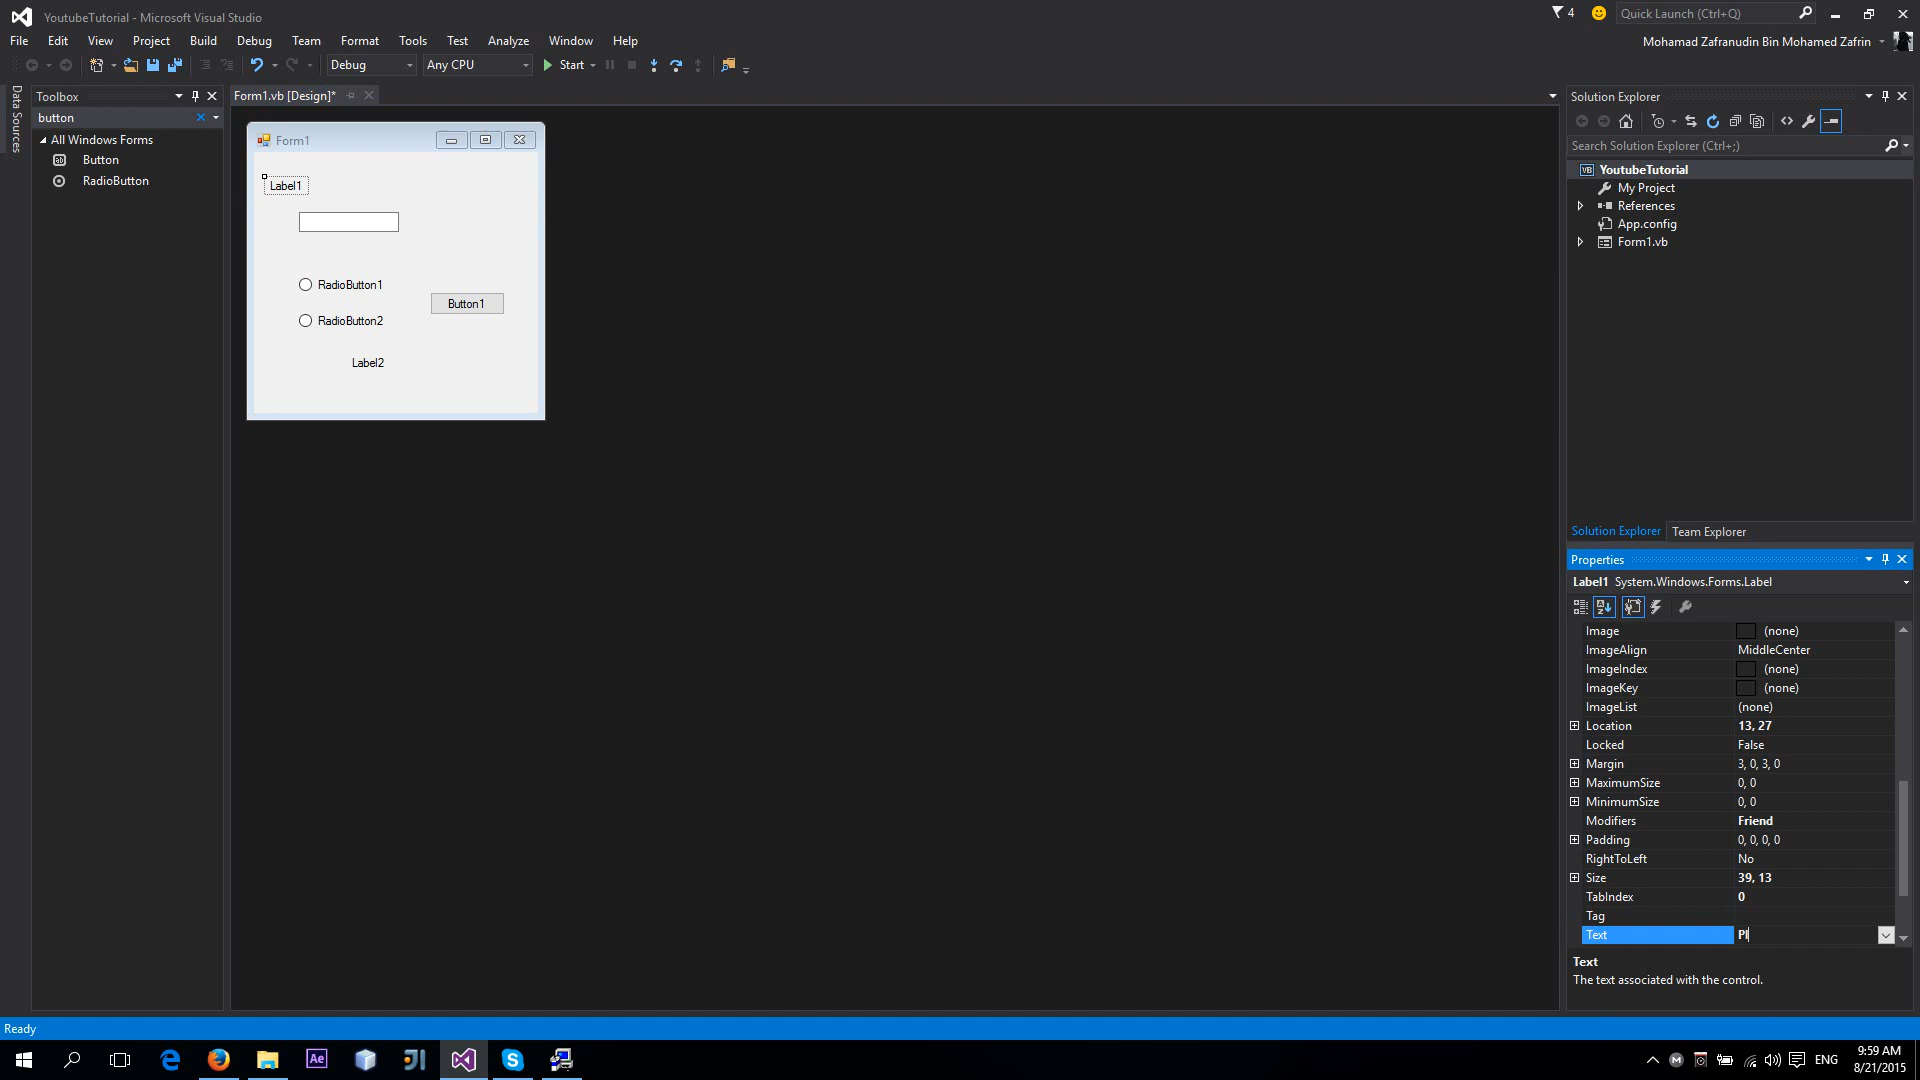 YoutubeTutorial - Microsoft Visual Studio
4
Quick Launch (Ctrl+Q)
File Edit View Project Build Debug Team Format Tools Test Analyze Window Help
Mohamad Zafranudin Bin Mohamed Zafrin
Debug
Any CPU
Start
Data Sources
Toolbox
button
All Windows Forms
Button
RadioButton
Form1.vb [Design]*
Form1
Label1
RadioButton1
Button1
RadioButton2
Label2
Solution Explorer
Search Solution Explorer (Ctrl+;)
VB YoutubeTutorial
My Project
References
App.config
Form1.vb
Solution Explorer Team Explorer
Properties
Label1 System.Windows.Forms.Label
Image (none)
ImageAlign MiddleCenter
ImageIndex (none)
ImageKey (none)
ImageList (none)
Location 13, 27
Locked False
Margin 3, 0, 3, 0
MaximumSize 0, 0
MinimumSize 0, 0
Modifiers Friend
Padding 0, 0, 0, 0
RightToLeft No
Size 39, 13
TabIndex 0
Tag
Text Pl
Text
The text associated with the control.
Ready
Ae
ENG
9:59 AM
8/21/2015